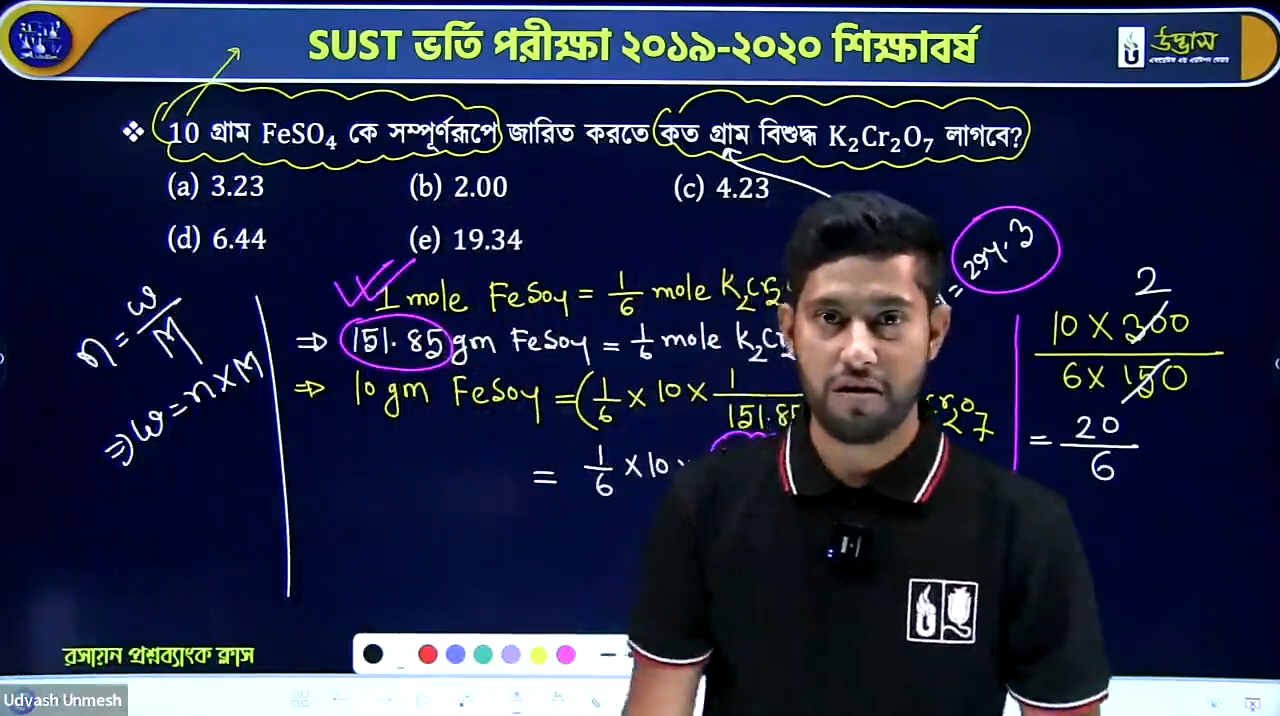 SUST ভর্তি পরীক্ষা ২০১৯-২০২০ শিক্ষাবর্ষ
উদ্ভাস
❖ 10 গ্রাম FeSO₄ কে সম্পূর্ণরূপে জারিত করতে কত গ্রাম বিশুদ্ধ K₂Cr₂O₇ লাগবে?
(a) 3.23 (b) 2.00 (c) 4.23
(d) 6.44 (e) 19.34
n = w/M
⇒ w = n × M
1 mole FeSO4 = 1/6 mole K₂Cr₂
⇒ 151.85 gm FeSO4 = 1/6 mole K₂Cr
⇒ 10 gm FeSO4 = (1/6 × 10 × 1/151.85
Cr₂O₇
= 1/6 × 10
= 294.3
2
10 × 300
6 × 150
= 20/6
রসায়ন প্রশ্নব্যাংক ক্লাস
Udvash Unmesh